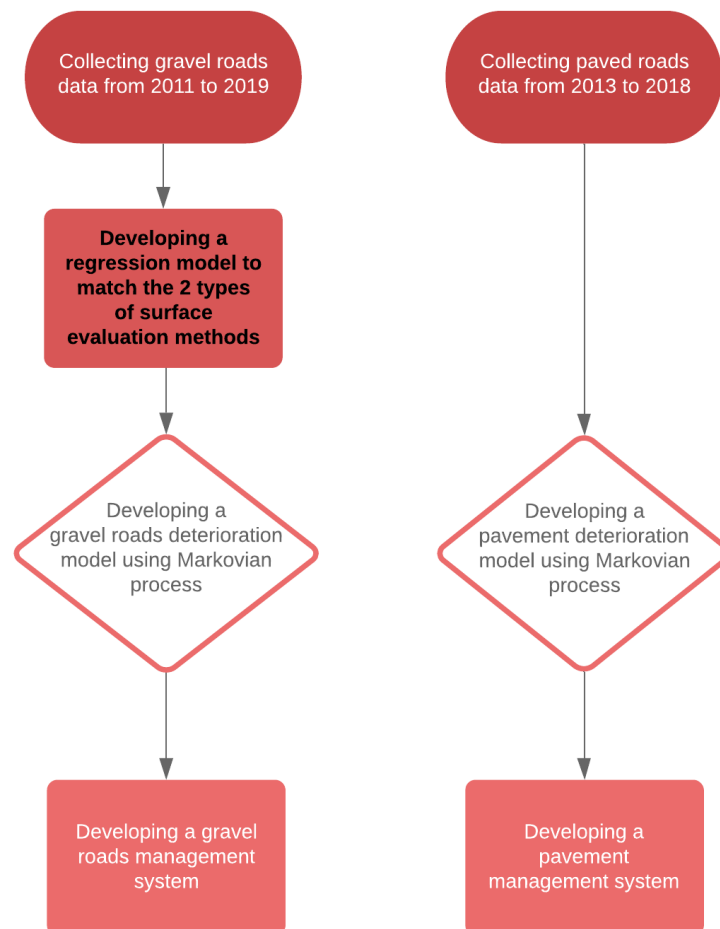 Collecting gravel roads
data from 2011 to 2019
Developing a
regression model to
match the 2 types
of surface
evaluation methods
Developing a
gravel roads deterioration
model using Markovian
process
Developing a gravel
roads management
system
Collecting paved roads
data from 2013 to 2018
Developing a
pavement deterioration
model using Markovian
process
Developing a
pavement
management system